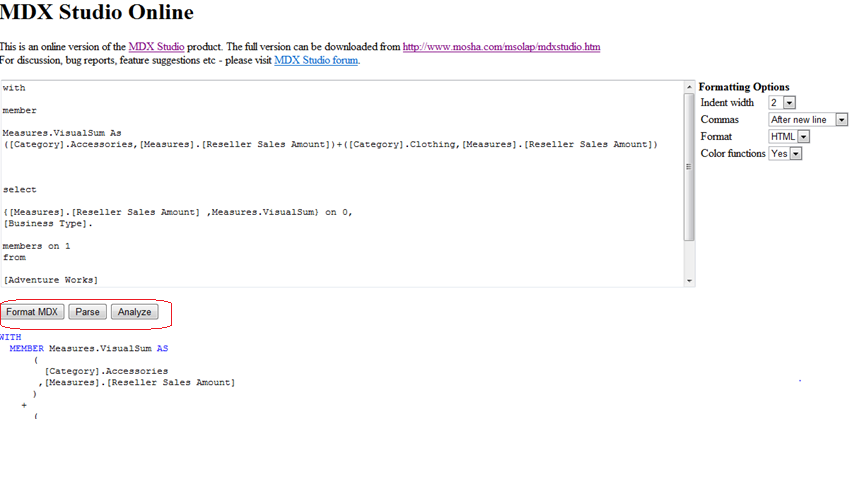 MDX Studio Online
This is an online version of the MDX Studio product. The full version can be downloaded from http://www.mosha.com/msolap/mdxstudio.htm
For discussion, bug reports, feature suggestions etc - please visit MDX Studio forum.
with
member
Measures.VisualSum As
([Category].Accessories,[Measures].[Reseller Sales Amount])+([Category].Clothing,[Measures].[Reseller Sales Amount])
select
{[Measures].[Reseller Sales Amount] ,Measures.VisualSum} on 0,
[Business Type].
members on 1
from
[Adventure Works]
Formatting Options
Indent width 2
Commas After new line
Format HTML
Color functions Yes
Format MDX Parse Analyze
WITH
MEMBER Measures.VisualSum AS
(
[Category].Accessories
,[Measures].[Reseller Sales Amount]
)
+
(